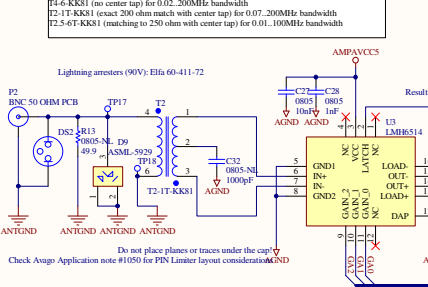 T4-6-KK81 (no center tap) for 0.02..200MHz bandwidth
T2-1T-KK81 (exact 200 ohm match with center tap) for 0.07..200MHz bandwidth
T2.5-6T-KK81 (matching to 250 ohm with center tap) for 0.01..100MHz bandwidth
AMPAVCC5
Lightning arresters (90V): Elfa 60-411-72
P2
BNC 50 OHM PCB
TP17
T2
C27
0805
10nF
C28
0805
1nF
Result
AGND
AGND
U3
LMH6514
DS2
R13
0805-NL
49.9
D9
ASML-5929
TP18
T2-1T-KK81
C32
0805-NL
1000pF
AGND
4
6
1
2
3
3
1
2
NC
VCC
LATCH
NC
5
6
7
8
GND1
IN+
IN-
GND2
LOAD-
OUT-
OUT+
LOAD+
DAP
GAIN_2
GAIN_1
GAIN_0
NC
9
10
11
12
GA2
GA1
GA0
ANTGND
ANTGND
ANTGND
AGND
Do not place planes or traces under the cap!
Check Avago Application note #1050 for PIN Limiter layout considerations